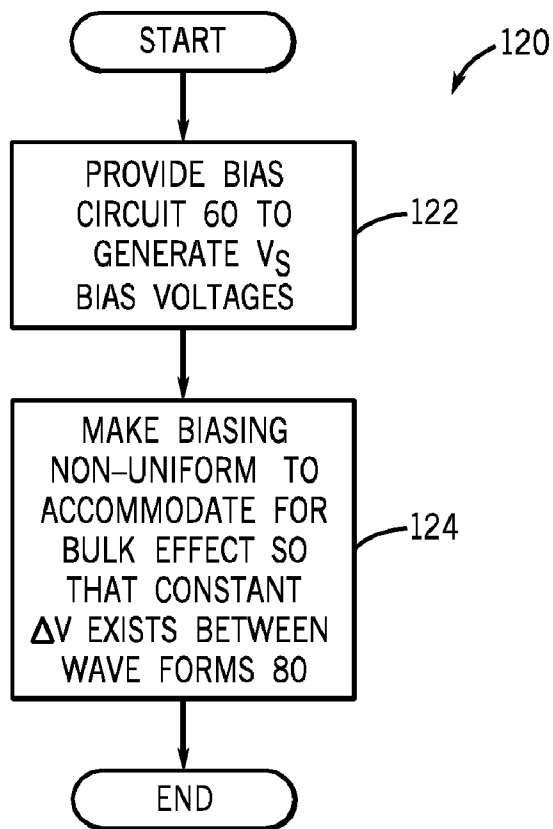 START
120
PROVIDE BIAS
CIRCUIT 60 TO
GENERATE VS
BIAS VOLTAGES
122
MAKE BIASING
NON-UNIFORM TO
ACCOMMODATE FOR
BULK EFFECT SO
THAT CONSTANT
ΔV EXISTS BETWEEN
WAVE FORMS 80
124
END